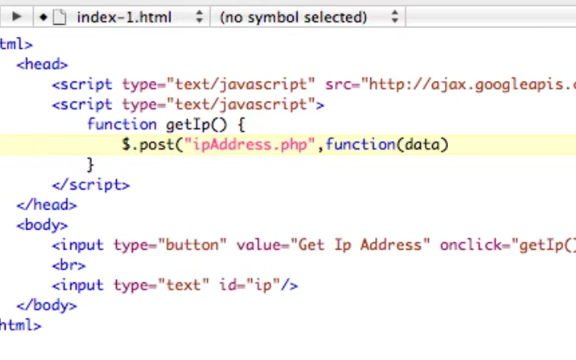 index-1.html (no symbol selected)
tml>
<head>
<script type="text/javascript" src="http://ajax.googleapis.c
<script type="text/javascript">
function getIp() {
$.post("ipAddress.php",function(data)
}
</script>
</head>
<body>
<input type="button" value="Get Ip Address" onclick="getIp()
<br>
<input type="text" id="ip"/>
</body>
html>